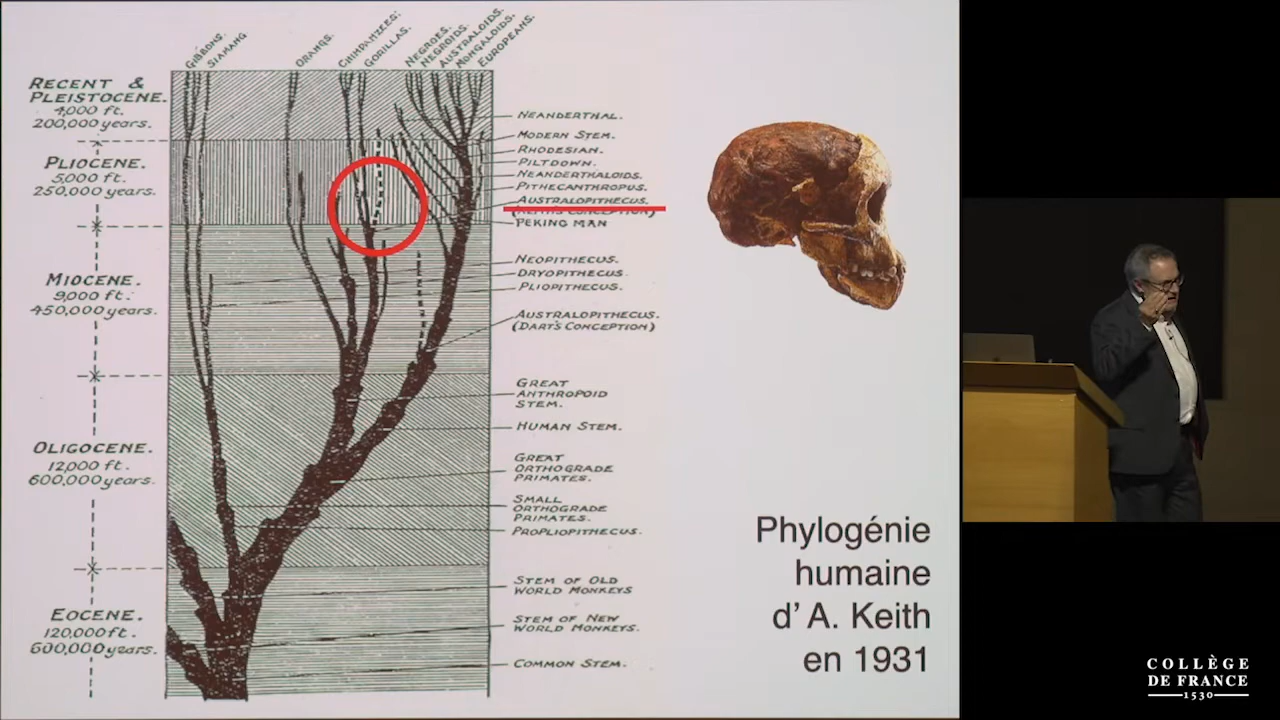 GIBBONS.
SIAMANG
ORANGS.
CHIMPANZEES.
GORILLAS.
NEGROES.
NEGROIDS.
AUSTRALOIDS.
MONGOLOIDS.
EUROPEANS.
RECENT &
PLEISTOCENE.
4,000 ft.
200,000 years.
PLIOCENE.
5,000 ft.
250,000 years.
MIOCENE.
9,000 ft.
450,000 years.
OLIGOCENE.
12,000 ft.
600,000 years.
EOCENE.
120,000 ft.
600,000 years.
NEANDERTHAL.
MODERN STEM.
RHODESIAN.
PILTDOWN.
NEANDERTHALOIDS.
PITHECANTHROPUS.
AUSTRALOPITHECUS.
(KEITH'S CONCEPTION)
PEKING MAN
NEOPITHECUS.
DRYOPITHECUS
PLIOPITHECUS.
AUSTRALOPITHECUS.
(DART'S CONCEPTION)
GREAT
ANTHROPOID
STEM.
HUMAN STEM.
GREAT
ORTHOGRADE
PRIMATES.
SMALL
ORTHOGRADE
PRIMATES.
PROPLIOPITHECUS.
STEM OF OLD
WORLD MONKEYS
STEM OF NEW
WORLD MONKEYS.
COMMON STEM.
Phylogénie
humaine
d' A. Keith
en 1931
COLLÈGE
DE FRANCE
1530